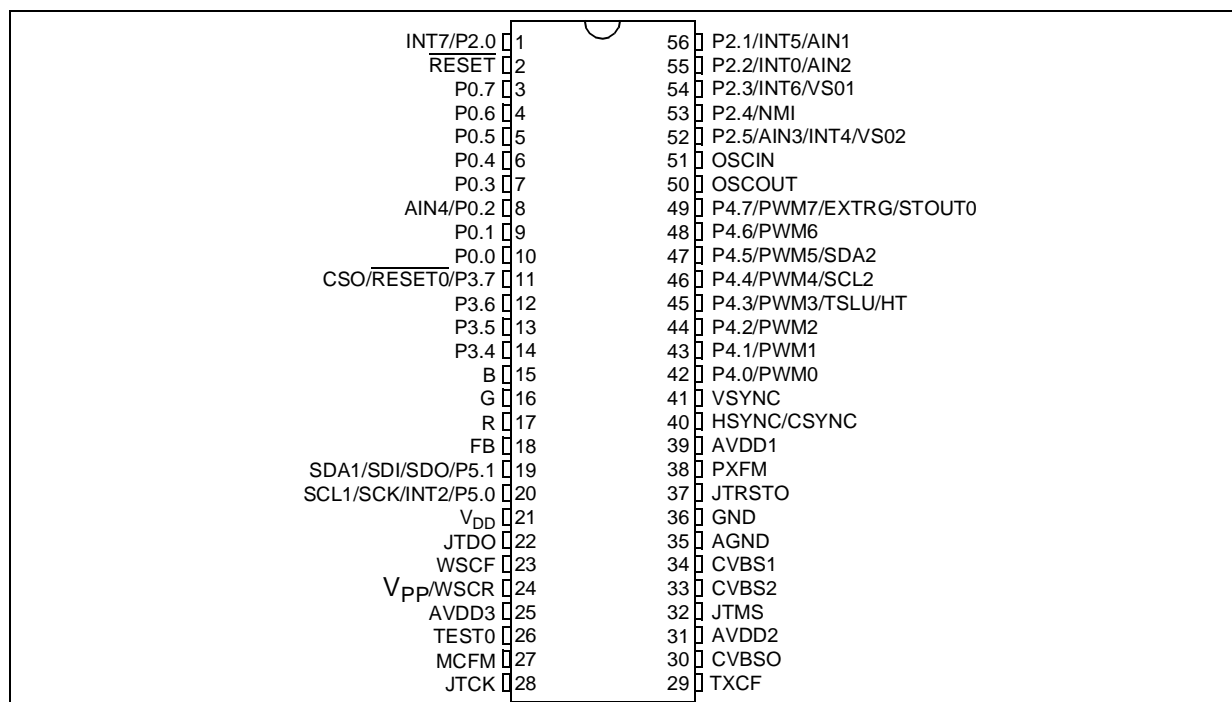 INT7/P2.0 1 56 P2.1/INT5/AIN1
RESET 2 55 P2.2/INT0/AIN2
P0.7 3 54 P2.3/INT6/VS01
P0.6 4 53 P2.4/NMI
P0.5 5 52 P2.5/AIN3/INT4/VS02
P0.4 6 51 OSCIN
P0.3 7 50 OSCOUT
AIN4/P0.2 8 49 P4.7/PWM7/EXTRG/STOUT0
P0.1 9 48 P4.6/PWM6
P0.0 10 47 P4.5/PWM5/SDA2
CSO/RESET0/P3.7 11 46 P4.4/PWM4/SCL2
P3.6 12 45 P4.3/PWM3/TSLU/HT
P3.5 13 44 P4.2/PWM2
P3.4 14 43 P4.1/PWM1
B 15 42 P4.0/PWM0
G 16 41 VSYNC
R 17 40 HSYNC/CSYNC
FB 18 39 AVDD1
SDA1/SDI/SDO/P5.1 19 38 PXFM
SCL1/SCK/INT2/P5.0 20 37 JTRSTO
VDD 21 36 GND
JTDO 22 35 AGND
WSCF 23 34 CVBS1
VPP/WSCR 24 33 CVBS2
AVDD3 25 32 JTMS
TEST0 26 31 AVDD2
MCFM 27 30 CVBSO
JTCK 28 29 TXCF